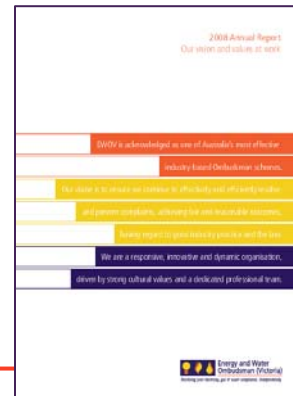 2008 Annual Report
Our vision and values at work
EWOV is acknowledged as one of Australia's most effective
industry-based Ombudsman schemes.
Our vision is to ensure we continue to effectively and efficiently resolve
and prevent complaints, achieving fair and reasonable outcomes,
having regard to good industry practice and the law.
We are a responsive, innovative and dynamic organisation,
driven by strong cultural values and a dedicated professional team.
Energy and Water
Ombudsman (Victoria)